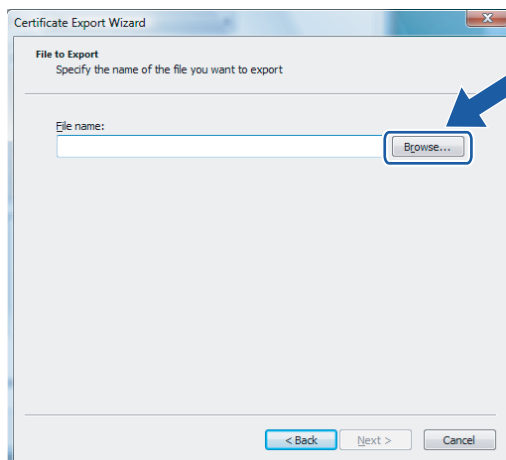 Certificate Export Wizard
File to Export
Specify the name of the file you want to export
File name:
Browse...
< Back Next > Cancel